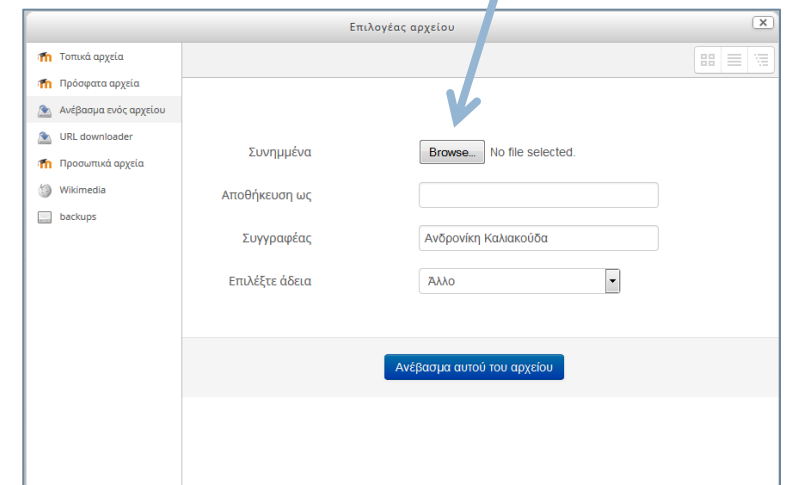 Επιλογέας αρχείου
Τοπικά αρχεία
Πρόσφατα αρχεία
Ανέβασμα ενός αρχείου
URL downloader
Προσωπικά αρχεία
Wikimedia
backups
Συνημμένα Browse... No file selected.
Αποθήκευση ως
Συγγραφέας Ανδρονίκη Καλιακούδα
Επιλέξτε άδεια Άλλο
Ανέβασμα αυτού του αρχείου